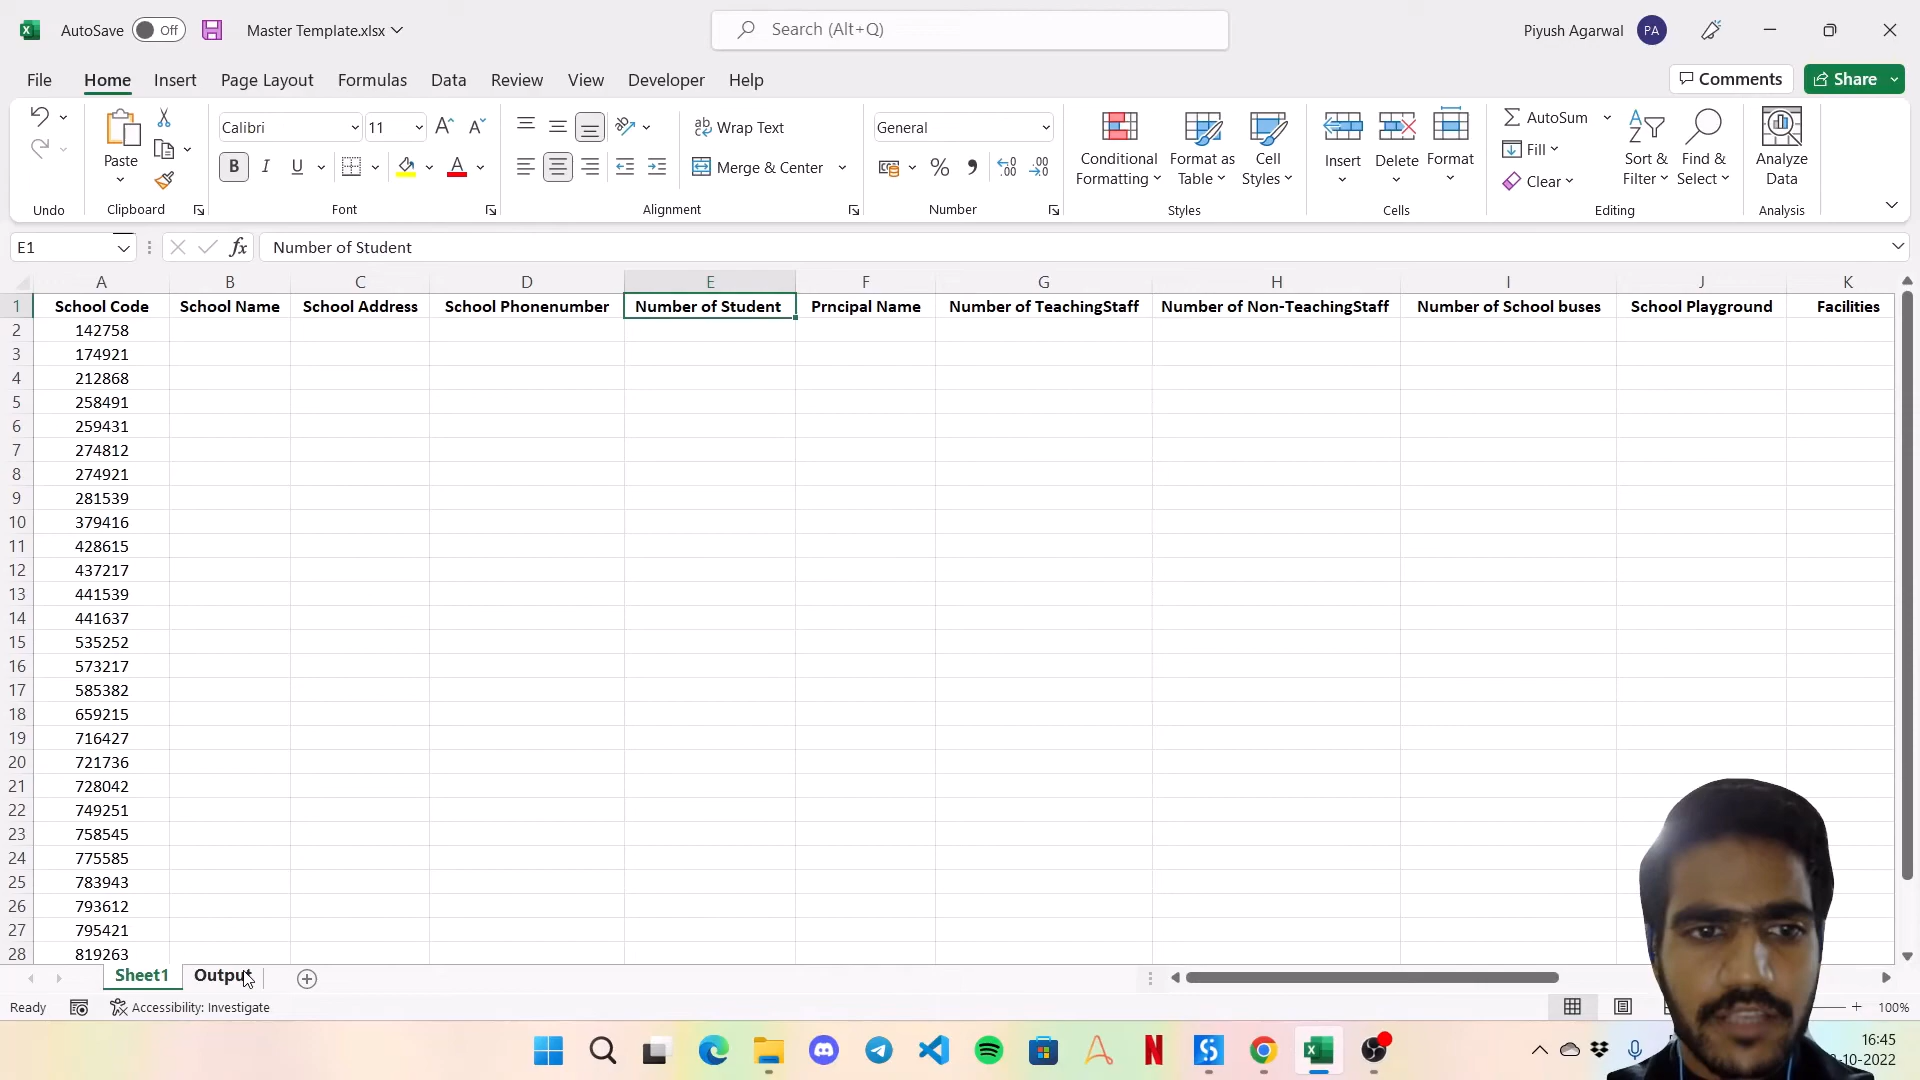 AutoSave Off Master Template.xlsx Search (Alt+Q) Piyush Agarwal PA
File Home Insert Page Layout Formulas Data Review View Developer Help Comments Share
Calibri 11 Wrap Text General AutoSum
Paste Conditional Formatting Format as Table Cell Styles Insert Delete Format Fill Sort & Filter Find & Select Analyze Data
B I U A Merge & Center % Clear
Undo Clipboard Font Alignment Number Styles Cells Editing Analysis
E1 fx Number of Student
A B C D E F G H I J K
1 School Code School Name School Address School Phonenumber Number of Student Prncipal Name Number of TeachingStaff Number of Non-TeachingStaff Number of School buses School Playground Facilities
2 142758
3 174921
4 212868
5 258491
6 259431
7 274812
8 274921
9 281539
10 379416
11 428615
12 437217
13 441539
14 441637
15 535252
16 573217
17 585382
18 659215
19 716427
20 721736
21 728042
22 749251
23 758545
24 775585
25 783943
26 793612
27 795421
28 819263
Sheet1 Output
Ready Accessibility: Investigate 100%
16:45
-10-2022